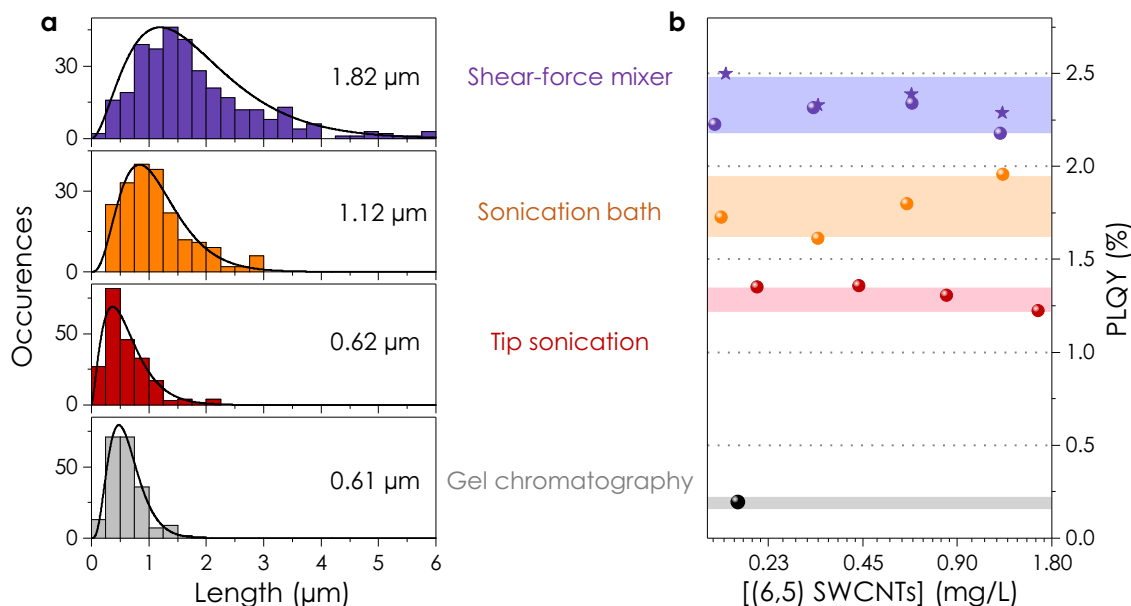 a
30
0
1.82 µm
Shear-force mixer
30
0
1.12 µm
Sonication bath
50
0
0.62 µm
Tip sonication
50
0
0.61 µm
Gel chromatography
Occurences
0 1 2 3 4 5 6
Length (µm)
b
2.5
2.0
1.5
1.0
0.5
0.0
PLQY (%)
0.23 0.45 0.90 1.80
[(6,5) SWCNTs] (mg/L)